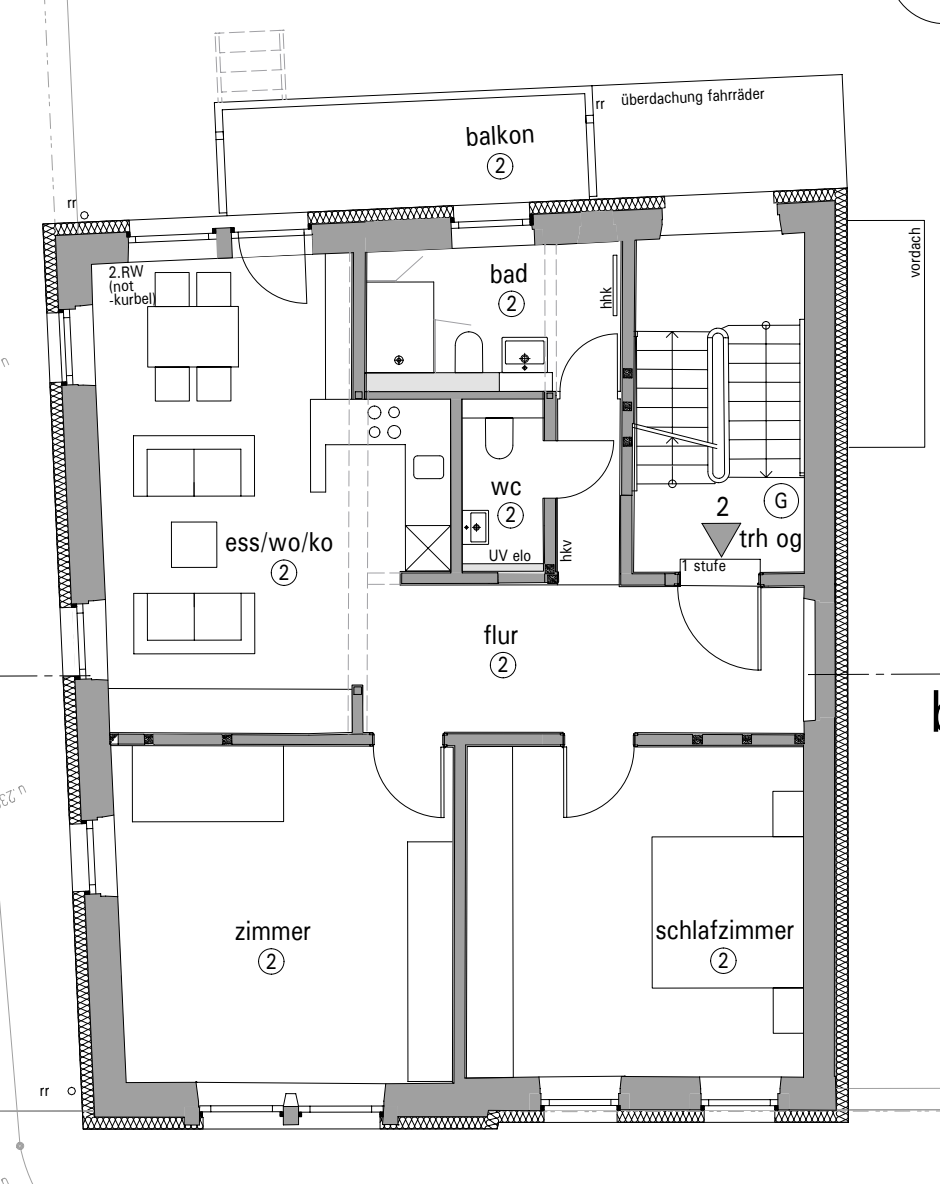 rr
überdachung fahrräder
balkon
2
rr
vordach
2.RW
(not
-kurbel)
bad
2
hhk
wc
2
UV elo
hkv
G
2
trh og
1 stufe
ess/wo/ko
2
flur
2
zimmer
2
schlafzimmer
2
rr
b